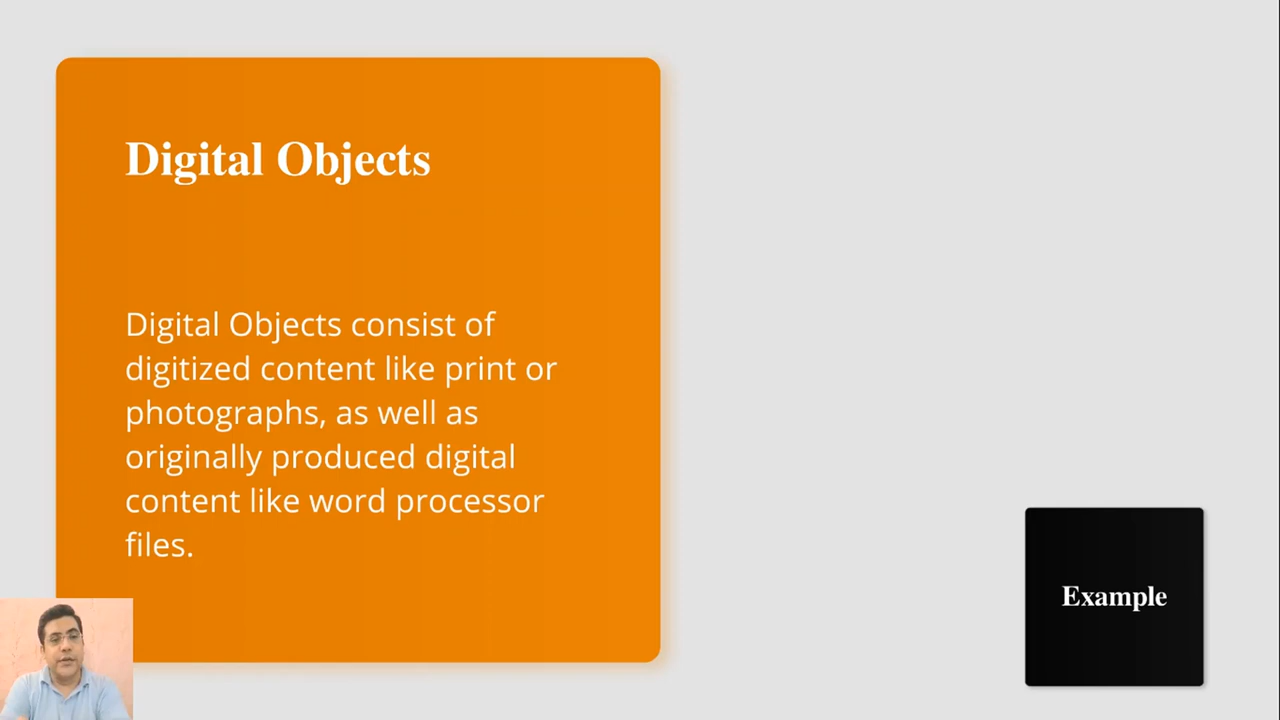 Digital Objects
Digital Objects consist of
digitized content like print or
photographs, as well as
originally produced digital
content like word processor
files.
Example